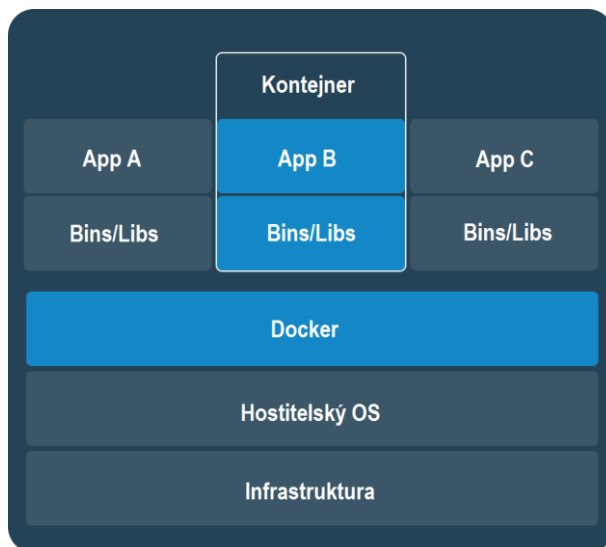 Kontejner
App A
App B
App C
Bins/Libs
Bins/Libs
Bins/Libs
Docker
Hostitelský OS
Infrastruktura